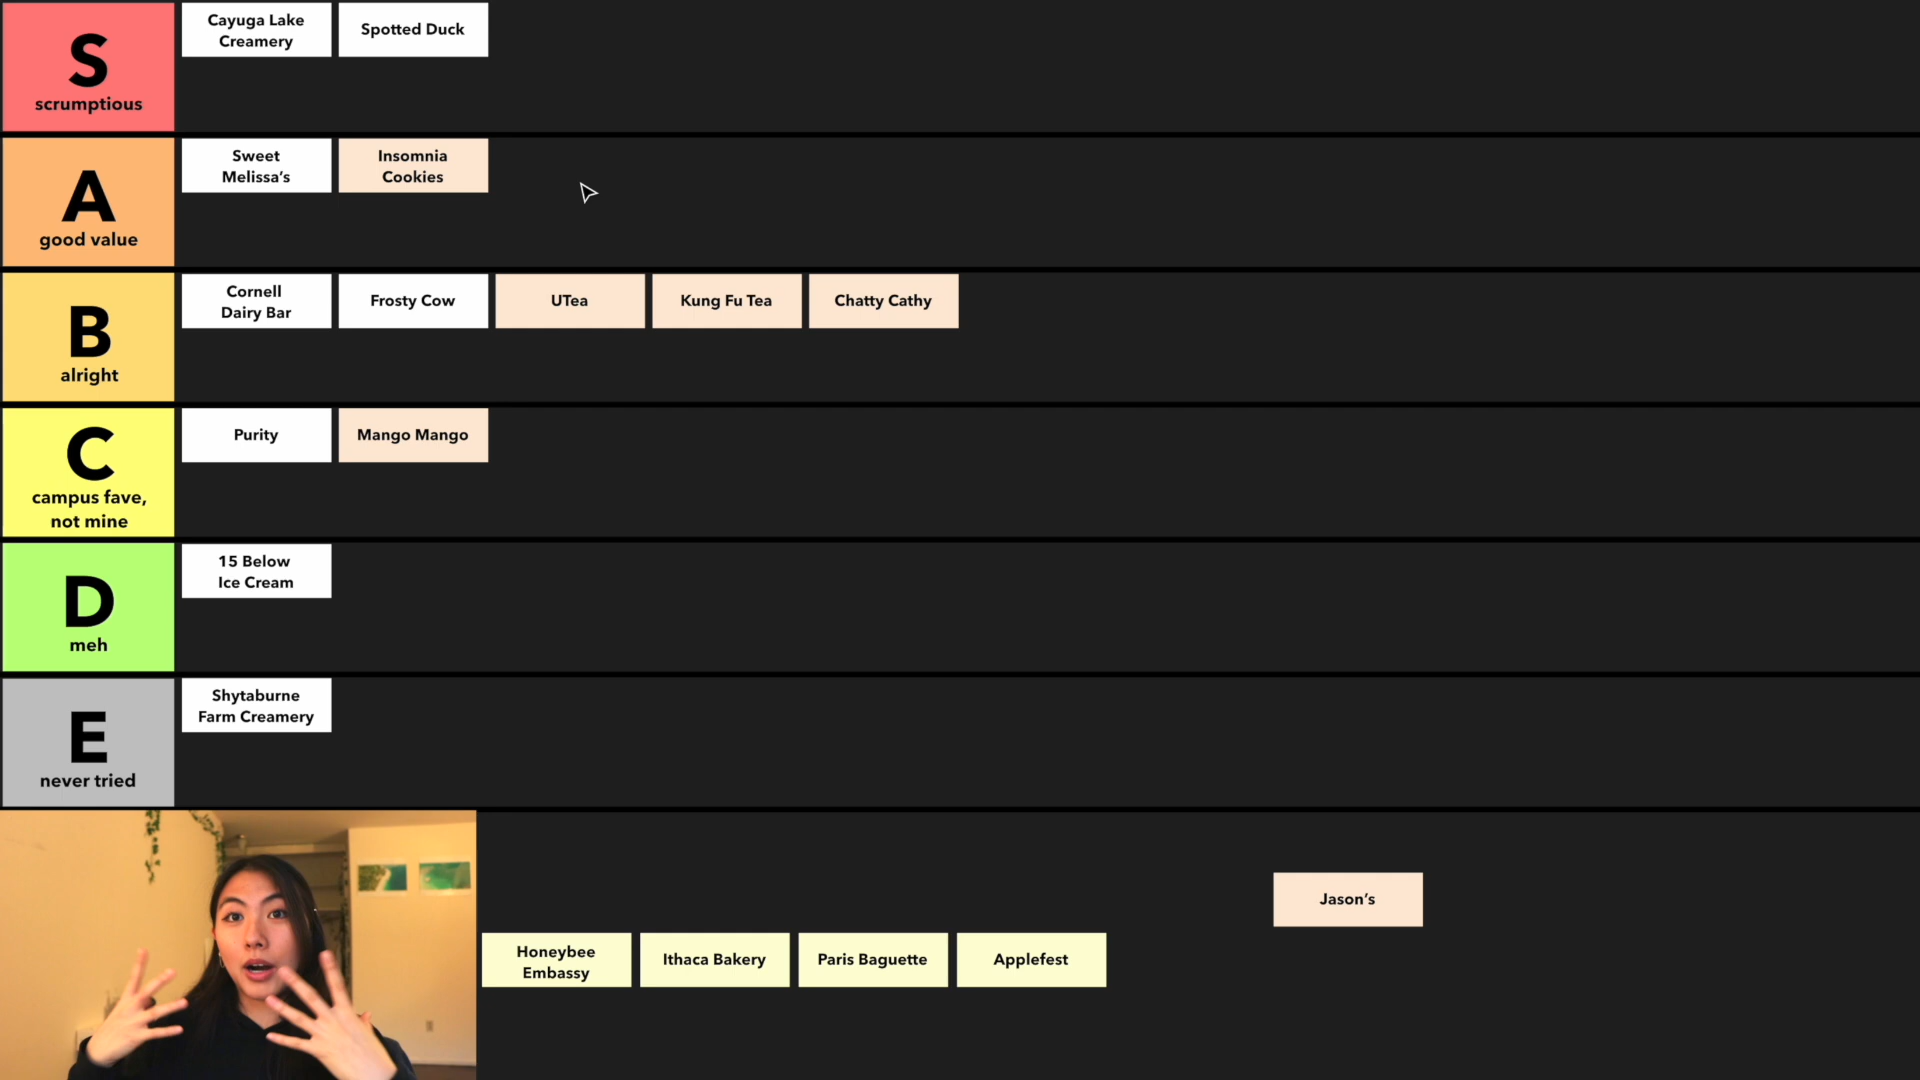 S
scrumptious
Cayuga Lake
Creamery
Spotted Duck
A
good value
Sweet
Melissa's
Insomnia
Cookies
B
alright
Cornell
Dairy Bar
Frosty Cow
UTea
Kung Fu Tea
Chatty Cathy
C
campus fave,
not mine
Purity
Mango Mango
D
meh
15 Below
Ice Cream
E
never tried
Shytaburne
Farm Creamery
Jason's
Honeybee
Embassy
Ithaca Bakery
Paris Baguette
Applefest